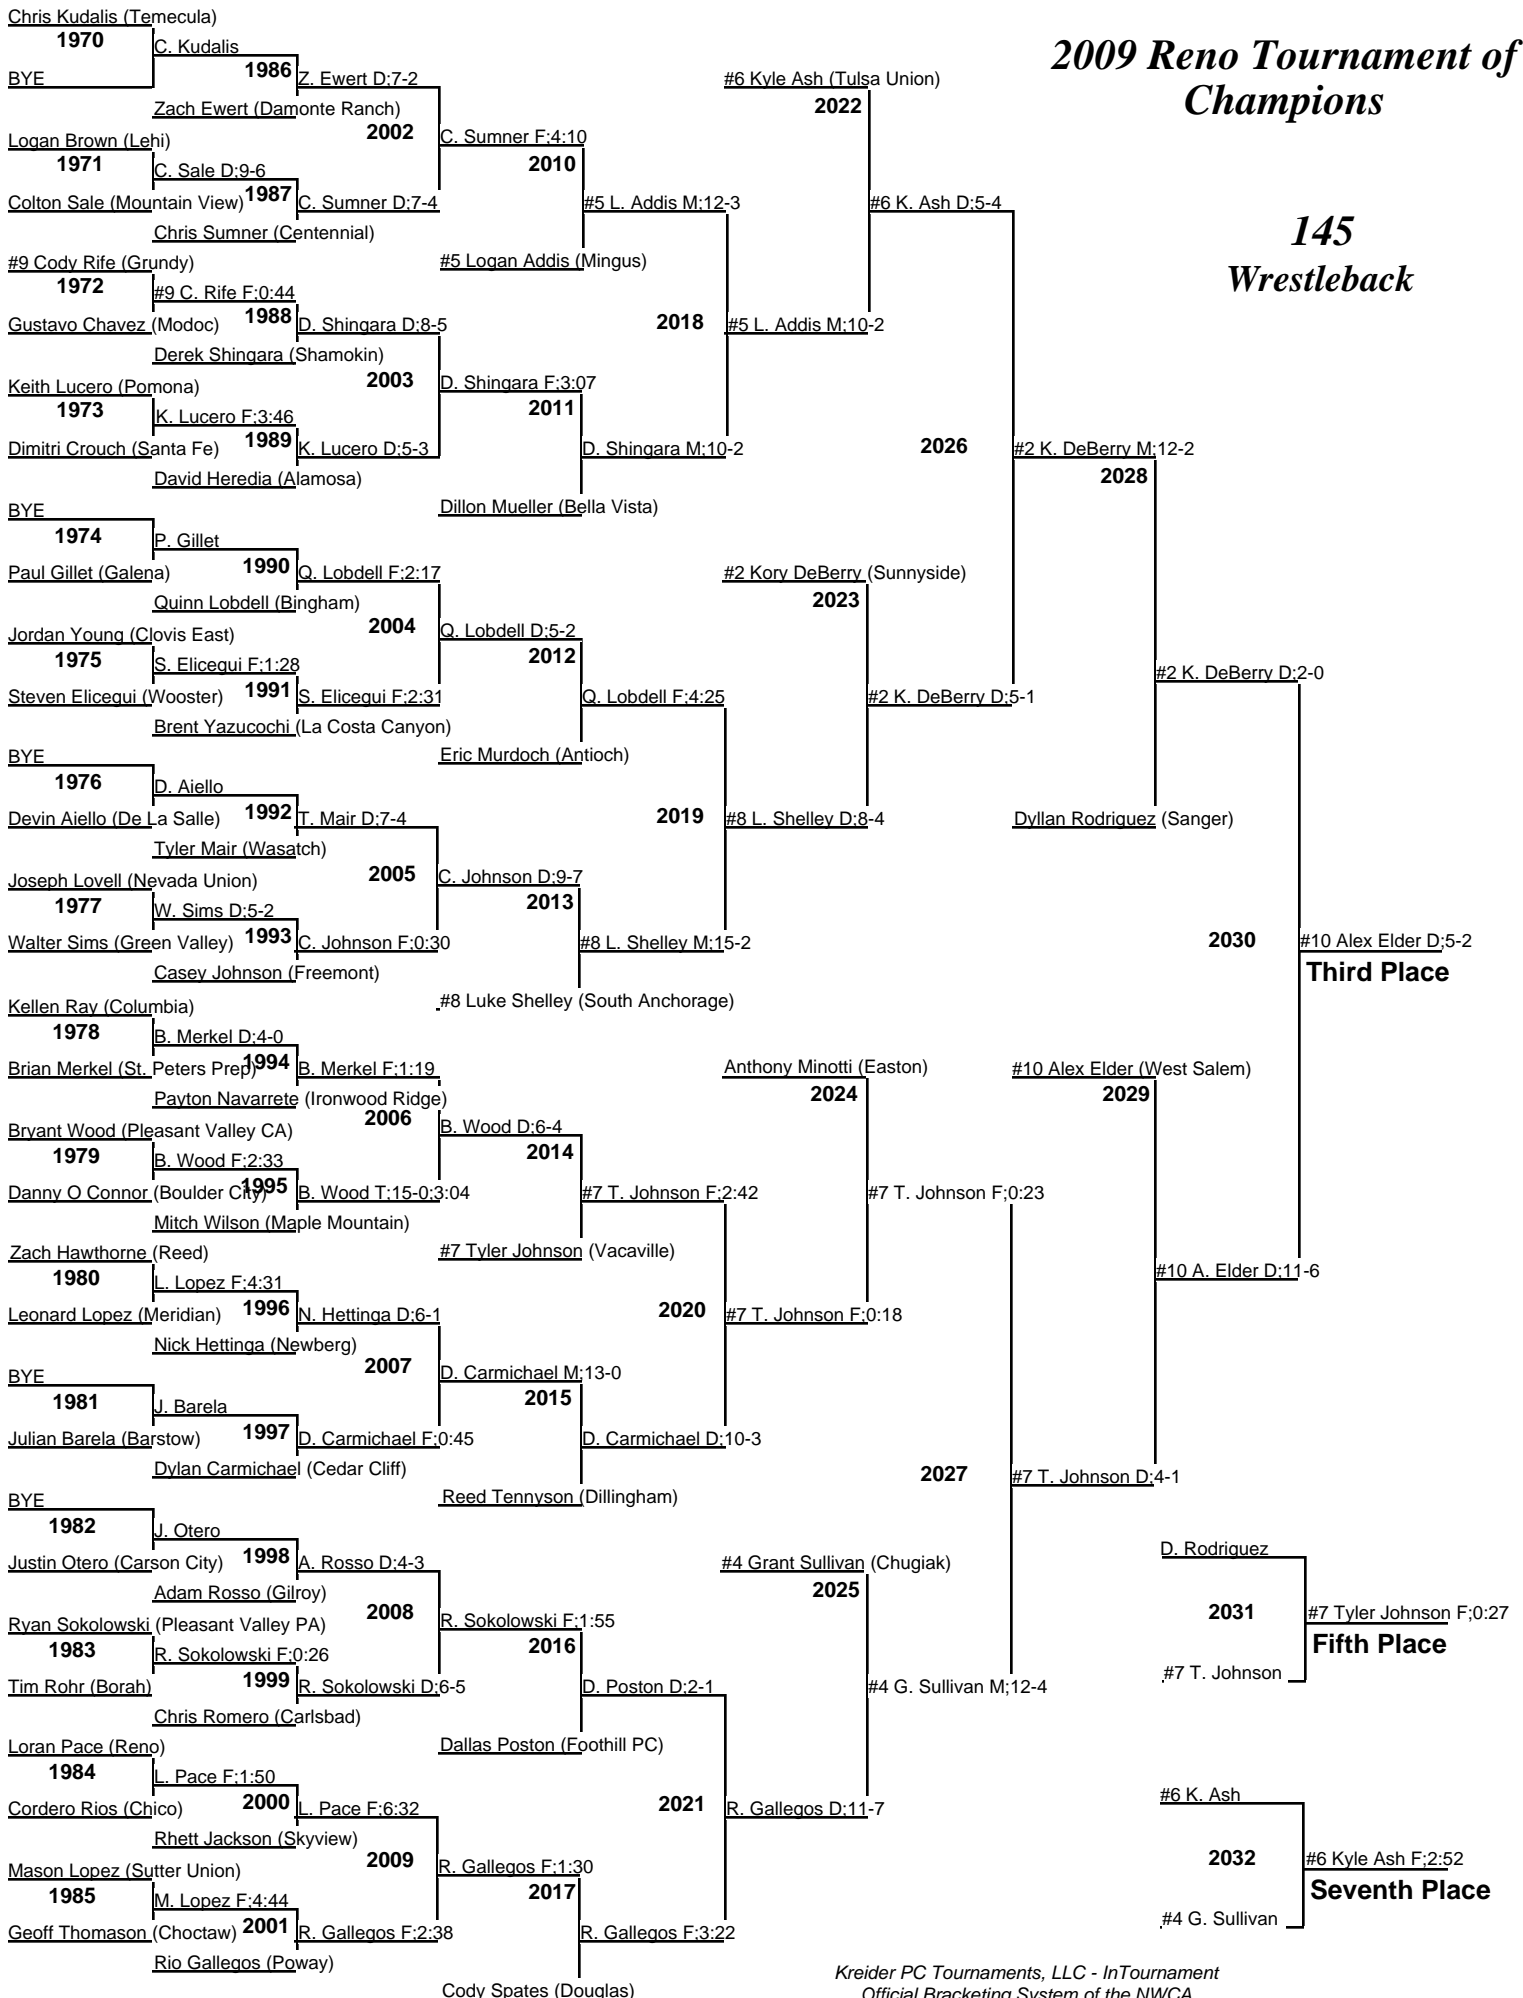 2009 Reno Tournament of
Champions
145
Wrestleback
Chris Kudalis (Temecula)
1970
C. Kudalis
BYE
1986
Z. Ewert D;7-2
Zach Ewert (Damonte Ranch)
2002
C. Sumner F;4:10
Logan Brown (Lehi)
1971
C. Sale D;9-6
Colton Sale (Mountain View)
1987
C. Sumner D;7-4
Chris Sumner (Centennial)
2010
#5 L. Addis M;12-3
#5 Logan Addis (Mingus)
#9 Cody Rife (Grundy)
1972
#9 C. Rife F;0:44
Gustavo Chavez (Modoc)
1988
D. Shingara D;8-5
Derek Shingara (Shamokin)
2003
D. Shingara F;3:07
Keith Lucero (Pomona)
1973
K. Lucero F;3:46
Dimitri Crouch (Santa Fe)
1989
K. Lucero D;5-3
David Heredia (Alamosa)
2011
D. Shingara M;10-2
Dillon Mueller (Bella Vista)
2018
#5 L. Addis M;10-2
#6 Kyle Ash (Tulsa Union)
2022
#6 K. Ash D;5-4
BYE
1974
P. Gillet
Paul Gillet (Galena)
1990
Q. Lobdell F;2:17
Quinn Lobdell (Bingham)
2004
Q. Lobdell D;5-2
Jordan Young (Clovis East)
1975
S. Elicegui F;1:28
Steven Elicegui (Wooster)
1991
S. Elicegui F;2:31
Brent Yazucochi (La Costa Canyon)
2012
Q. Lobdell F;4:25
Eric Murdoch (Antioch)
BYE
1976
D. Aiello
Devin Aiello (De La Salle)
1992
T. Mair D;7-4
Tyler Mair (Wasatch)
2005
C. Johnson D;9-7
Joseph Lovell (Nevada Union)
1977
W. Sims D;5-2
Walter Sims (Green Valley)
1993
C. Johnson F;0:30
Casey Johnson (Freemont)
2013
#8 L. Shelley M;15-2
#8 Luke Shelley (South Anchorage)
2019
#8 L. Shelley D;8-4
#2 Kory DeBerry (Sunnyside)
2023
#2 K. DeBerry D;5-1
2026
#2 K. DeBerry M;12-2
2028
#2 K. DeBerry D;2-0
Dyllan Rodriguez (Sanger)
Kellen Ray (Columbia)
1978
B. Merkel D;4-0
Brian Merkel (St. Peters Prep)
1994
B. Merkel F;1:19
Payton Navarrete (Ironwood Ridge)
2006
B. Wood D;6-4
Bryant Wood (Pleasant Valley CA)
1979
B. Wood F;2:33
Danny O Connor (Boulder City)
1995
B. Wood T;15-0;3:04
Mitch Wilson (Maple Mountain)
2014
#7 T. Johnson F;2:42
#7 Tyler Johnson (Vacaville)
Zach Hawthorne (Reed)
1980
L. Lopez F;4:31
Leonard Lopez (Meridian)
1996
N. Hettinga D;6-1
Nick Hettinga (Newberg)
2007
D. Carmichael M;13-0
BYE
1981
J. Barela
Julian Barela (Barstow)
1997
D. Carmichael F;0:45
Dylan Carmichael (Cedar Cliff)
2015
D. Carmichael D;10-3
Reed Tennyson (Dillingham)
2020
#7 T. Johnson F;0:18
Anthony Minotti (Easton)
2024
#7 T. Johnson F;0:23
BYE
1982
J. Otero
Justin Otero (Carson City)
1998
A. Rosso D;4-3
Adam Rosso (Gilroy)
2008
R. Sokolowski F;1:55
Ryan Sokolowski (Pleasant Valley PA)
1983
R. Sokolowski F;0:26
Tim Rohr (Borah)
1999
R. Sokolowski D;6-5
Chris Romero (Carlsbad)
2016
D. Poston D;2-1
Dallas Poston (Foothill PC)
Loran Pace (Reno)
1984
L. Pace F;1:50
Cordero Rios (Chico)
2000
L. Pace F;6:32
Rhett Jackson (Skyview)
2009
R. Gallegos F;1:30
Mason Lopez (Sutter Union)
1985
M. Lopez F;4:44
Geoff Thomason (Choctaw)
2001
R. Gallegos F;2:38
Rio Gallegos (Poway)
2017
R. Gallegos F;3:22
Cody Spates (Douglas)
2021
R. Gallegos D;11-7
#4 Grant Sullivan (Chugiak)
2025
#4 G. Sullivan M;12-4
2027
#7 T. Johnson D;4-1
#10 Alex Elder (West Salem)
2029
#10 A. Elder D;11-6
2030
#10 Alex Elder D;5-2
Third Place
D. Rodriguez
2031
#7 Tyler Johnson F;0:27
Fifth Place
#7 T. Johnson
#6 K. Ash
2032
#6 Kyle Ash F;2:52
Seventh Place
#4 G. Sullivan
Kreider PC Tournaments, LLC - InTournament
Official Bracketing System of the NWCA